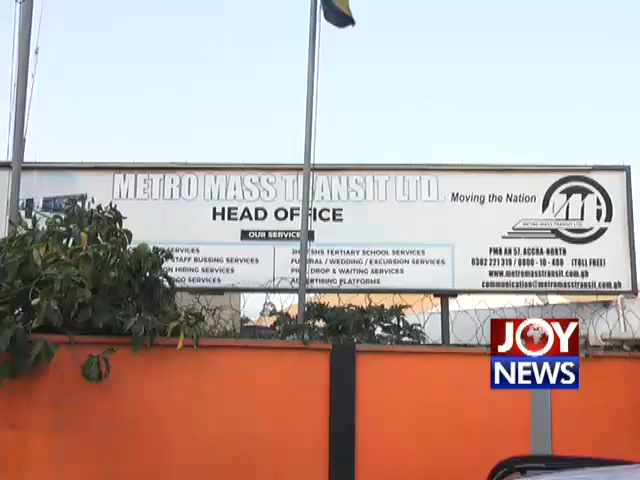 METRO MASS TRANSIT LTD. Moving the Nation
HEAD OFFICE
OUR SERVICES
SERVICES
STAFF BUSSING SERVICES
HIRING SERVICES
SERVICES
TERTIARY SCHOOL SERVICES
FUNERAL / WEDDING / EXCURSION SERVICES
DROP & WAITING SERVICES
ADVERTISING PLATFORMS
METRO MASS TRANSIT LTD
PMB AN 57, ACCRA-NORTH
0302 221 319 / 0800 - 10 - 400 (TOLL FREE)
www.metromasstransit.com.gh
communication@metromasstransit.com.gh
JOY
NEWS